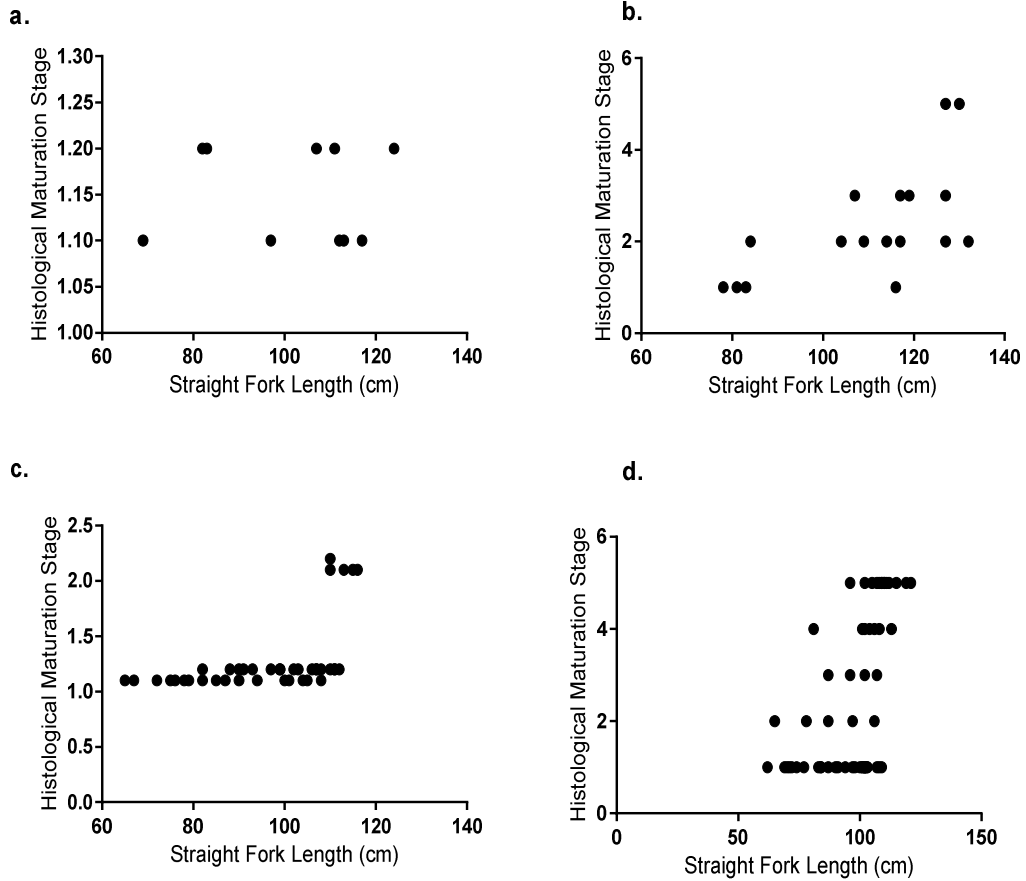 a.
Histological Maturation Stage
1.30
1.25
1.20
1.15
1.10
1.05
1.00
60 80 100 120 140
Straight Fork Length (cm)
b.
Histological Maturation Stage
6
4
2
0
60 80 100 120 140
Straight Fork Length (cm)
c.
Histological Maturation Stage
2.5
2.0
1.5
1.0
0.5
0.0
60 80 100 120 140
Straight Fork Length (cm)
d.
Histological Maturation Stage
6
4
2
0
0 50 100 150
Straight Fork Length (cm)